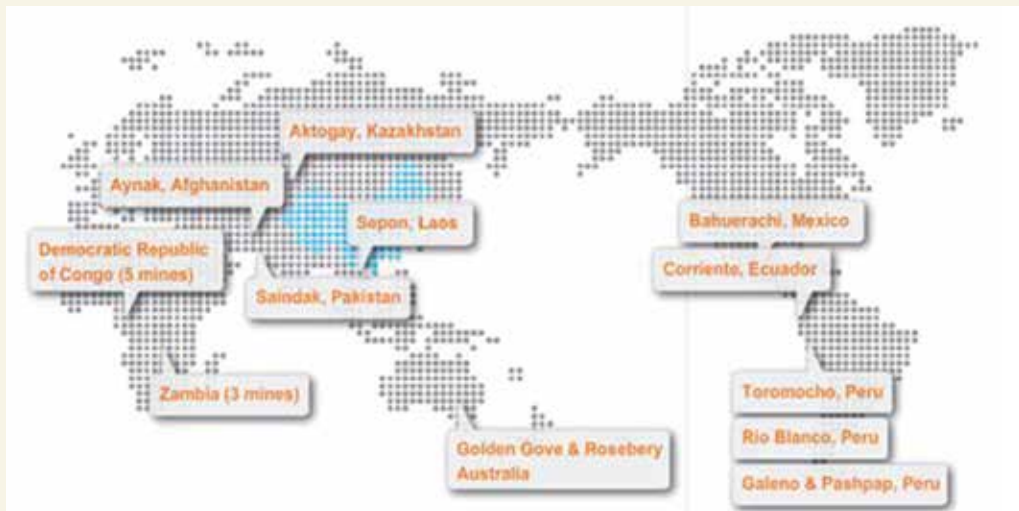 Aktogay, Kazakhstan
Aynak, Afghanistan
Sepon, Laos
Bahuerachi, Mexico
Democratic Republic
of Congo (5 mines)
Corriente, Ecuador
Saindak, Pakistan
Zambia (3 mines)
Toromocho, Peru
Rio Blanco, Peru
Golden Gove & Rosebery
Australia
Galeno & Pashpap, Peru